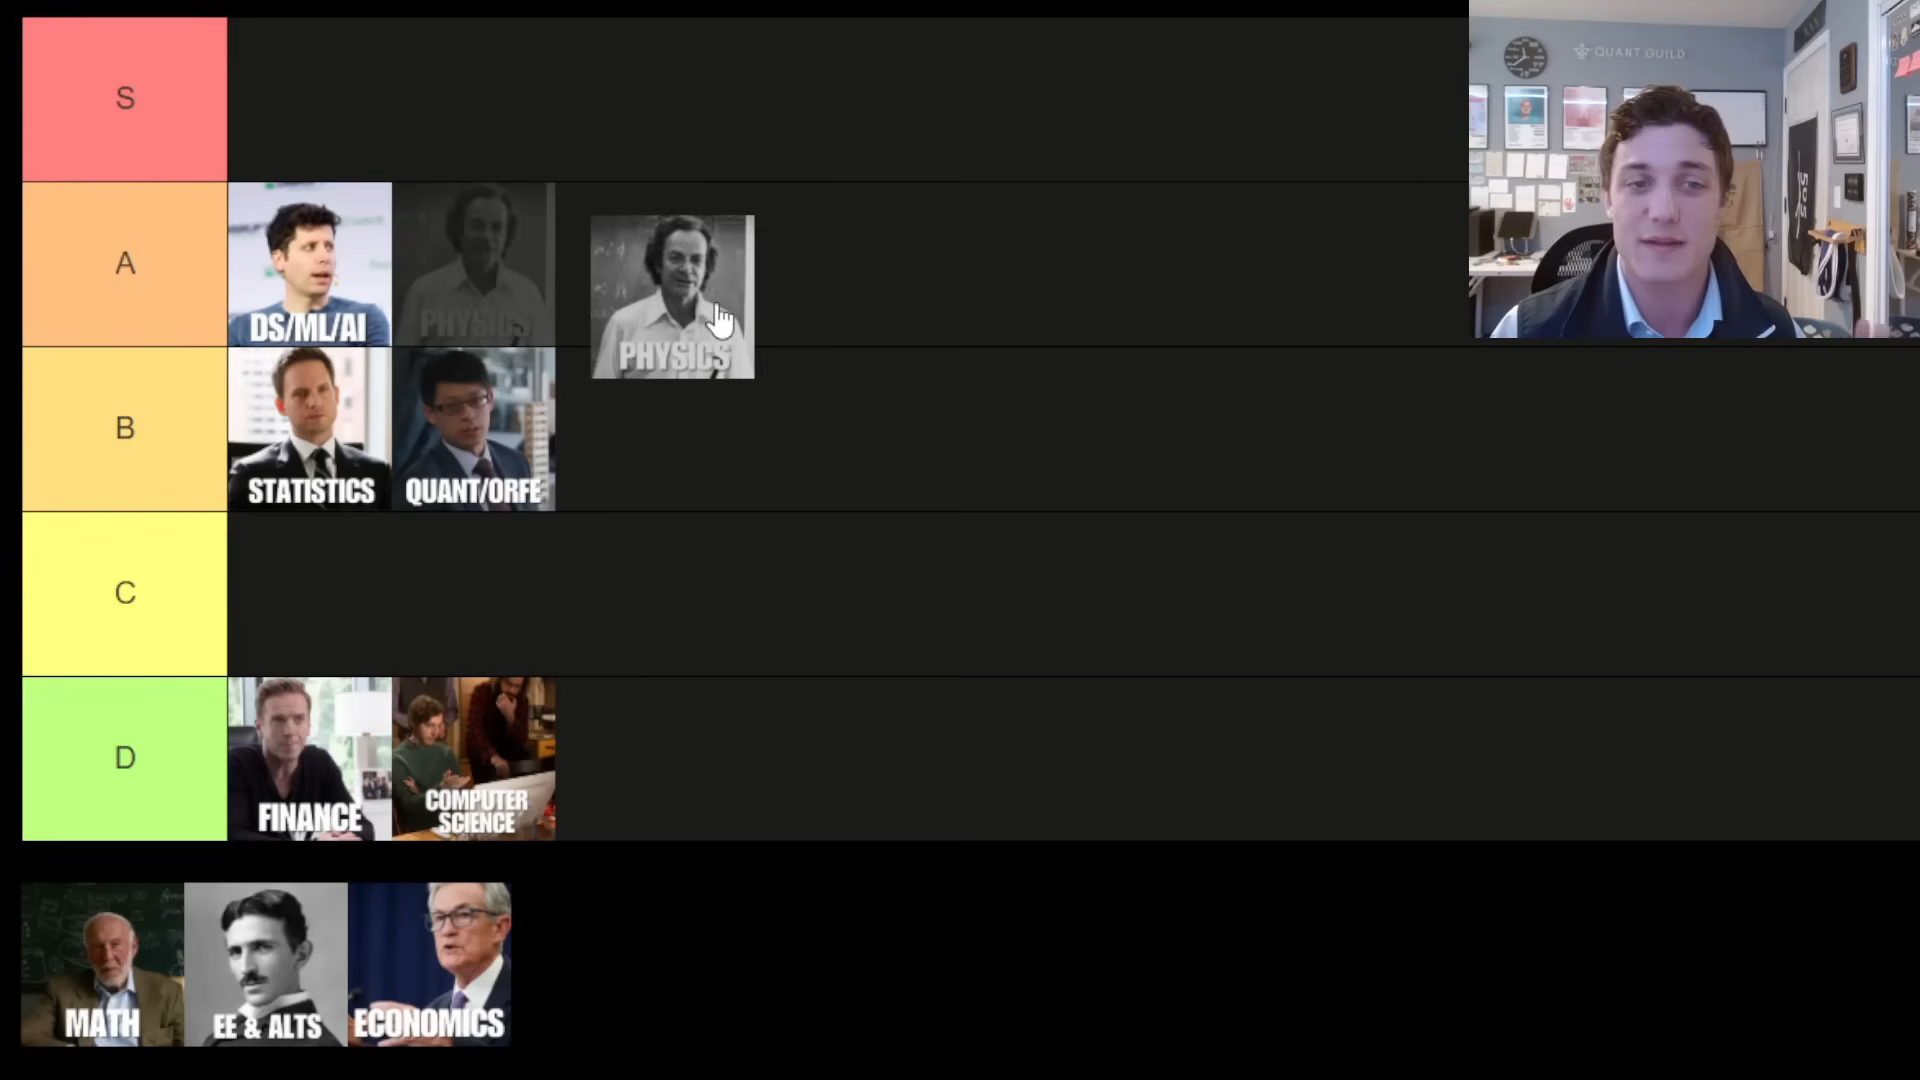 S
QUANT GUILD
A
DS/ML/AI
PHYSICS
PHYSICS
B
STATISTICS
QUANT/ORFE
C
D
FINANCE
COMPUTER
SCIENCE
MATH
EE & ALTS
ECONOMICS